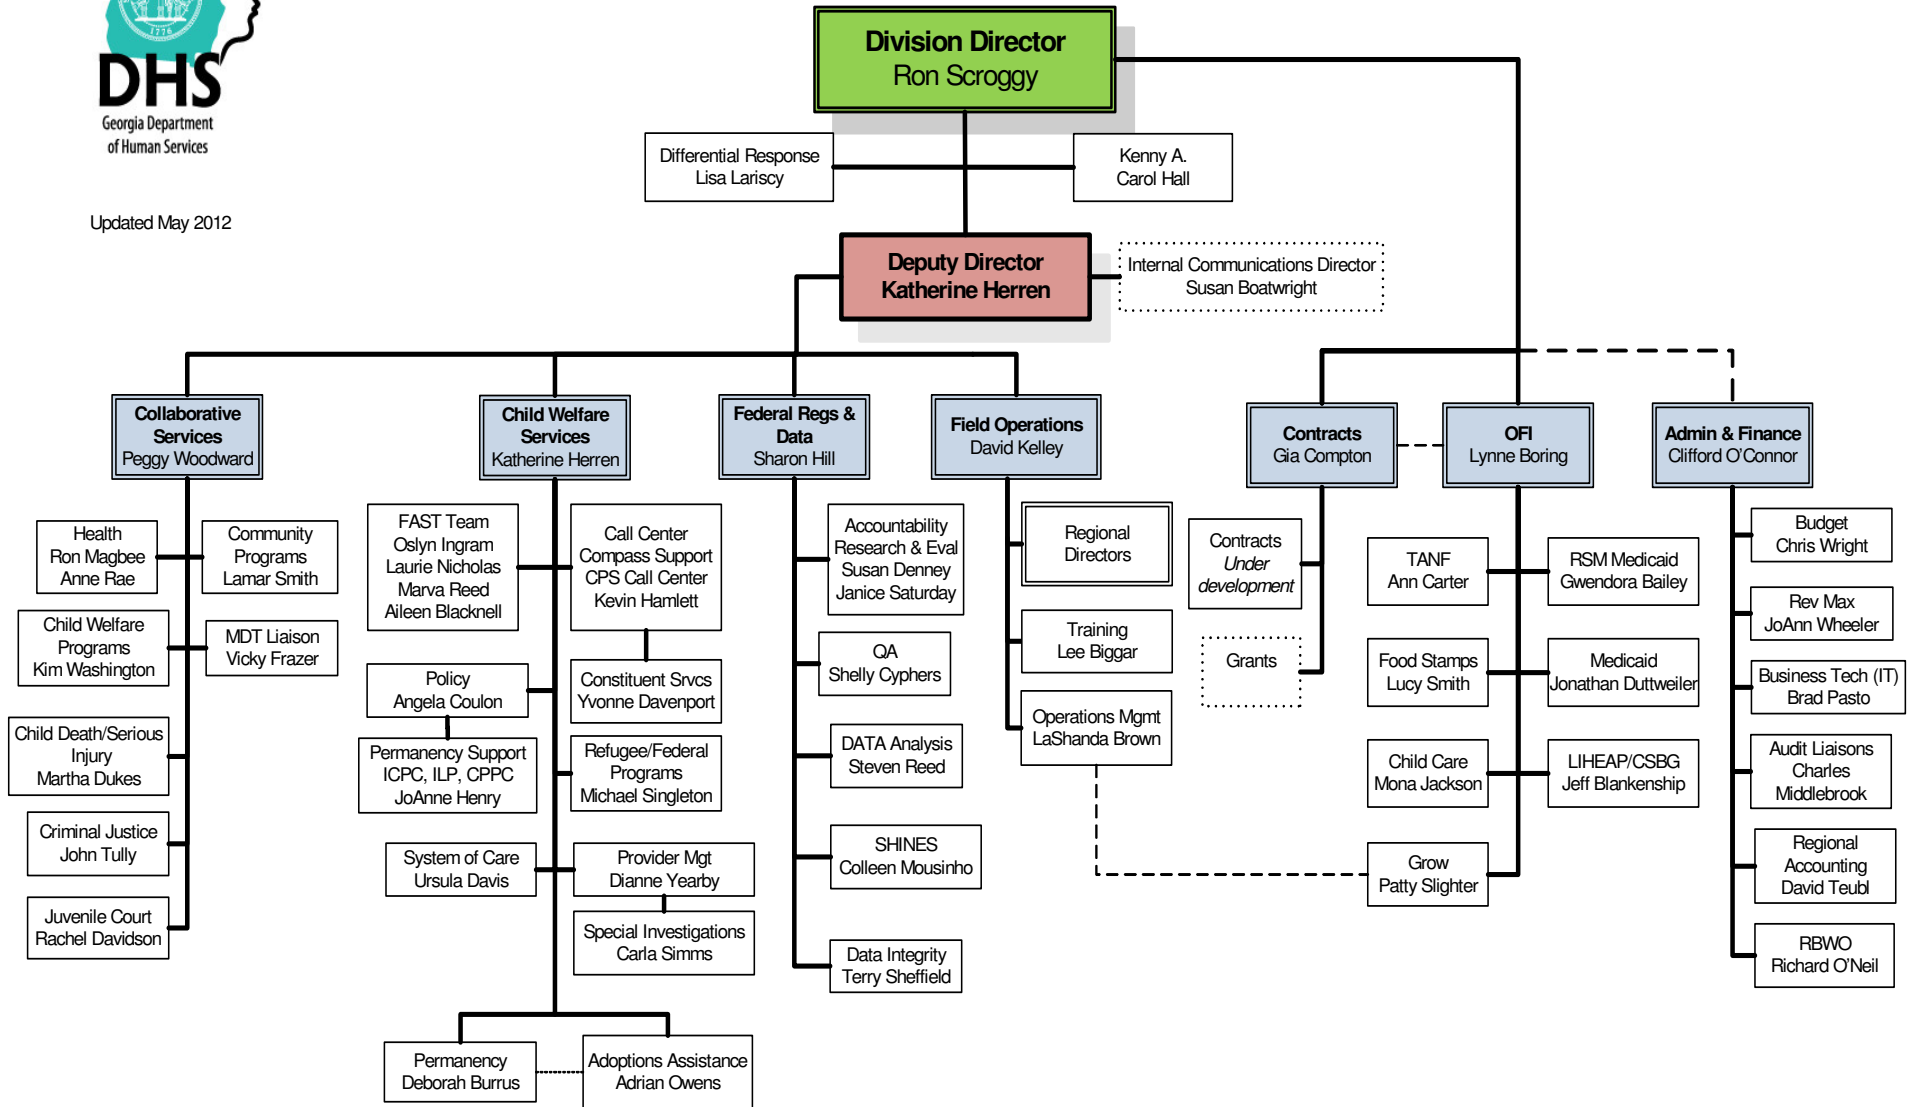 1776
DHS
Georgia Department
of Human Services
Updated May 2012
Division Director
Ron Scroggy
Differential Response
Lisa Lariscy
Kenny A.
Carol Hall
Deputy Director
Katherine Herren
Internal Communications Director
Susan Boatwright
Collaborative
Services
Peggy Woodward
Child Welfare
Services
Katherine Herren
Federal Regs &
Data
Sharon Hill
Field Operations
David Kelley
Contracts
Gia Compton
OFI
Lynne Boring
Admin & Finance
Clifford O'Connor
Health
Ron Magbee
Anne Rae
Community
Programs
Lamar Smith
Child Welfare
Programs
Kim Washington
MDT Liaison
Vicky Frazer
Child Death/Serious
Injury
Martha Dukes
Criminal Justice
John Tully
Juvenile Court
Rachel Davidson
FAST Team
Oslyn Ingram
Laurie Nicholas
Marva Reed
Aileen Blacknell
Call Center
Compass Support
CPS Call Center
Kevin Hamlett
Policy
Angela Coulon
Constituent Srvcs
Yvonne Davenport
Permanency Support
ICPC, ILP, CPPC
JoAnne Henry
Refugee/Federal
Programs
Michael Singleton
System of Care
Ursula Davis
Provider Mgt
Dianne Yearby
Special Investigations
Carla Simms
Permanency
Deborah Burrus
Adoptions Assistance
Adrian Owens
Accountability
Research & Eval
Susan Denney
Janice Saturday
QA
Shelly Cyphers
DATA Analysis
Steven Reed
SHINES
Colleen Mousinho
Data Integrity
Terry Sheffield
Regional
Directors
Training
Lee Biggar
Operations Mgmt
LaShanda Brown
Contracts
Under
development
Grants
TANF
Ann Carter
RSM Medicaid
Gwendora Bailey
Food Stamps
Lucy Smith
Medicaid
Jonathan Duttweiler
Child Care
Mona Jackson
LIHEAP/CSBG
Jeff Blankenship
Grow
Patty Slighter
Budget
Chris Wright
Rev Max
JoAnn Wheeler
Business Tech (IT)
Brad Pasto
Audit Liaisons
Charles
Middlebrook
Regional
Accounting
David Teubl
RBWO
Richard O'Neil